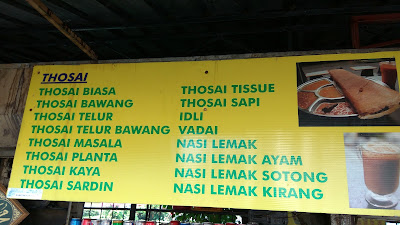 THOSAI
THOSAI BIASA
THOSAI BAWANG
THOSAI TELUR
THOSAI TELUR BAWANG
THOSAI MASALA
THOSAI PLANTA
THOSAI KAYA
THOSAI SARDIN
THOSAI TISSUE
THOSAI SAPI
IDLI
VADAI
NASI LEMAK
NASI LEMAK AYAM
NASI LEMAK SOTONG
NASI LEMAK KIRANG